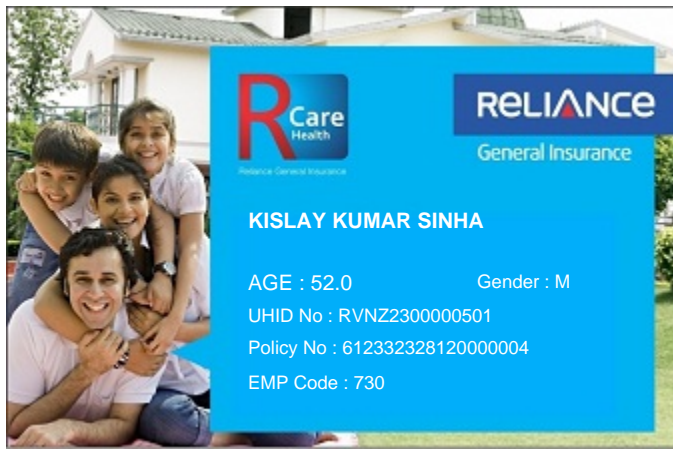 R Care
Health
Reliance General Insurance
RELIANCE
General Insurance
KISLAY KUMAR SINHA
AGE : 52.0 Gender : M
UHID No : RVNZ2300000501
Policy No : 612332328120000004
EMP Code : 730